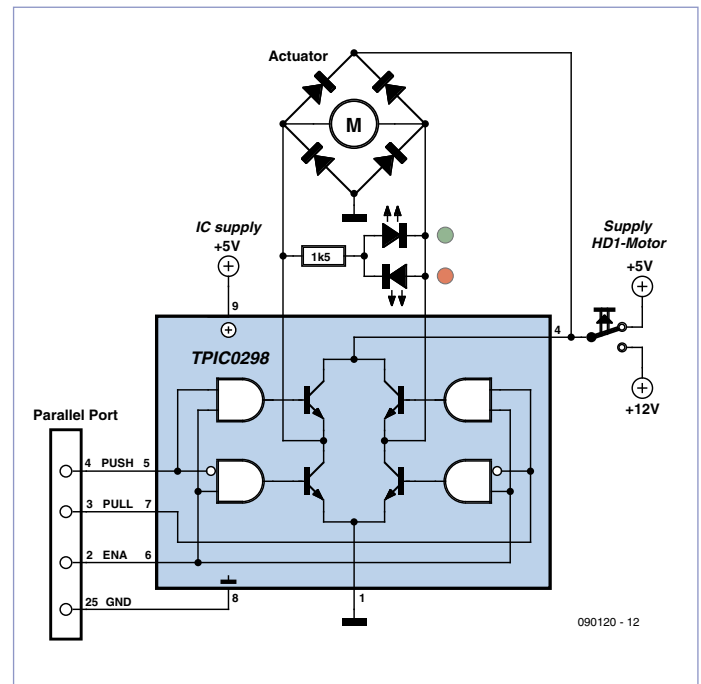 Actuator
M
IC supply
+5V
1k5
Supply
HD1-Motor
+5V
9
4
TPIC0298
+12V
Parallel Port
4 PUSH 5
3 PULL 7
2 ENA 6
25 GND
8
1
090120 - 12